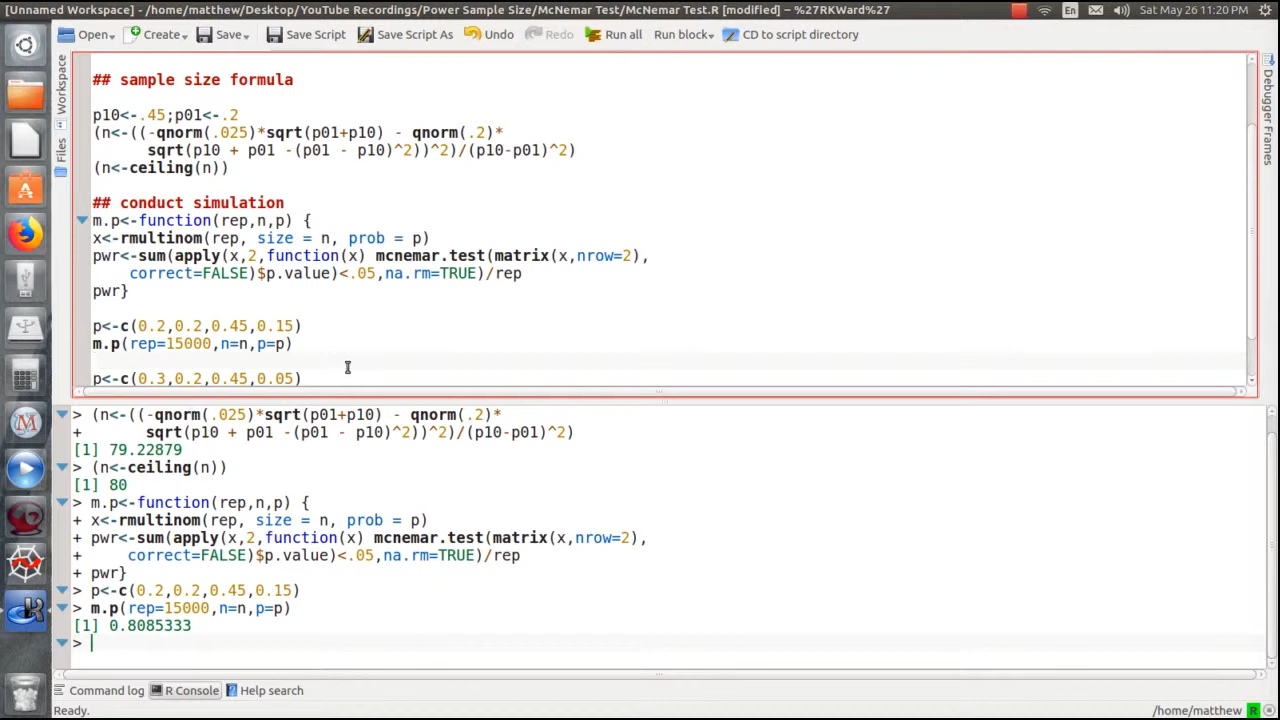 [Unnamed Workspace] - /home/matthew/Desktop/YouTube Recordings/Power Sample Size/McNemar Test/McNemar Test.R [modified] – %27RKWard%27
En
Sat May 26 11:20 PM
Open
Create
Save
Save Script
Save Script As
Undo
Redo
Run all
Run block
CD to script directory
Workspace
Files
Debugger Frames
## sample size formula
p10<-.45;p01<-.2
(n<-((-qnorm(.025)*sqrt(p01+p10) - qnorm(.2)*
sqrt(p10 + p01 -(p01 - p10)^2))^2)/(p10-p01)^2)
(n<-ceiling(n))
## conduct simulation
m.p<-function(rep,n,p) {
x<-rmultinom(rep, size = n, prob = p)
pwr<-sum(apply(x,2,function(x) mcnemar.test(matrix(x,nrow=2),
correct=FALSE)$p.value)<.05,na.rm=TRUE)/rep
pwr}
p<-c(0.2,0.2,0.45,0.15)
m.p(rep=15000,n=n,p=p)
p<-c(0.3,0.2,0.45,0.05)
> (n<-((-qnorm(.025)*sqrt(p01+p10) - qnorm(.2)*
+ sqrt(p10 + p01 -(p01 - p10)^2))^2)/(p10-p01)^2)
[1] 79.22879
> (n<-ceiling(n))
[1] 80
> m.p<-function(rep,n,p) {
+ x<-rmultinom(rep, size = n, prob = p)
+ pwr<-sum(apply(x,2,function(x) mcnemar.test(matrix(x,nrow=2),
+ correct=FALSE)$p.value)<.05,na.rm=TRUE)/rep
+ pwr}
> p<-c(0.2,0.2,0.45,0.15)
> m.p(rep=15000,n=n,p=p)
[1] 0.8085333
>
Command log
R Console
Help search
Ready.
/home/matthew
R